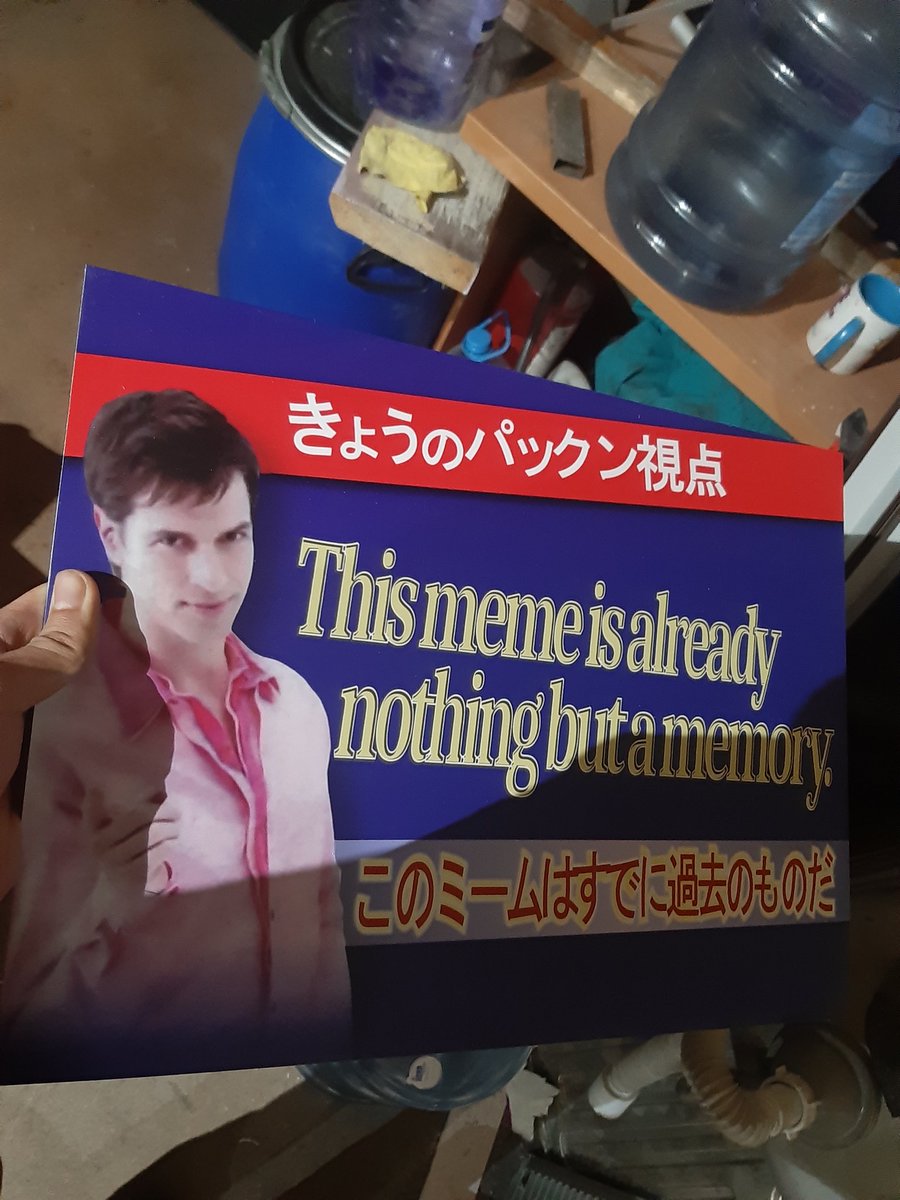 きょうのパックン視点
This meme is already
nothing but a memory.
このミームはすでに過去のものだ